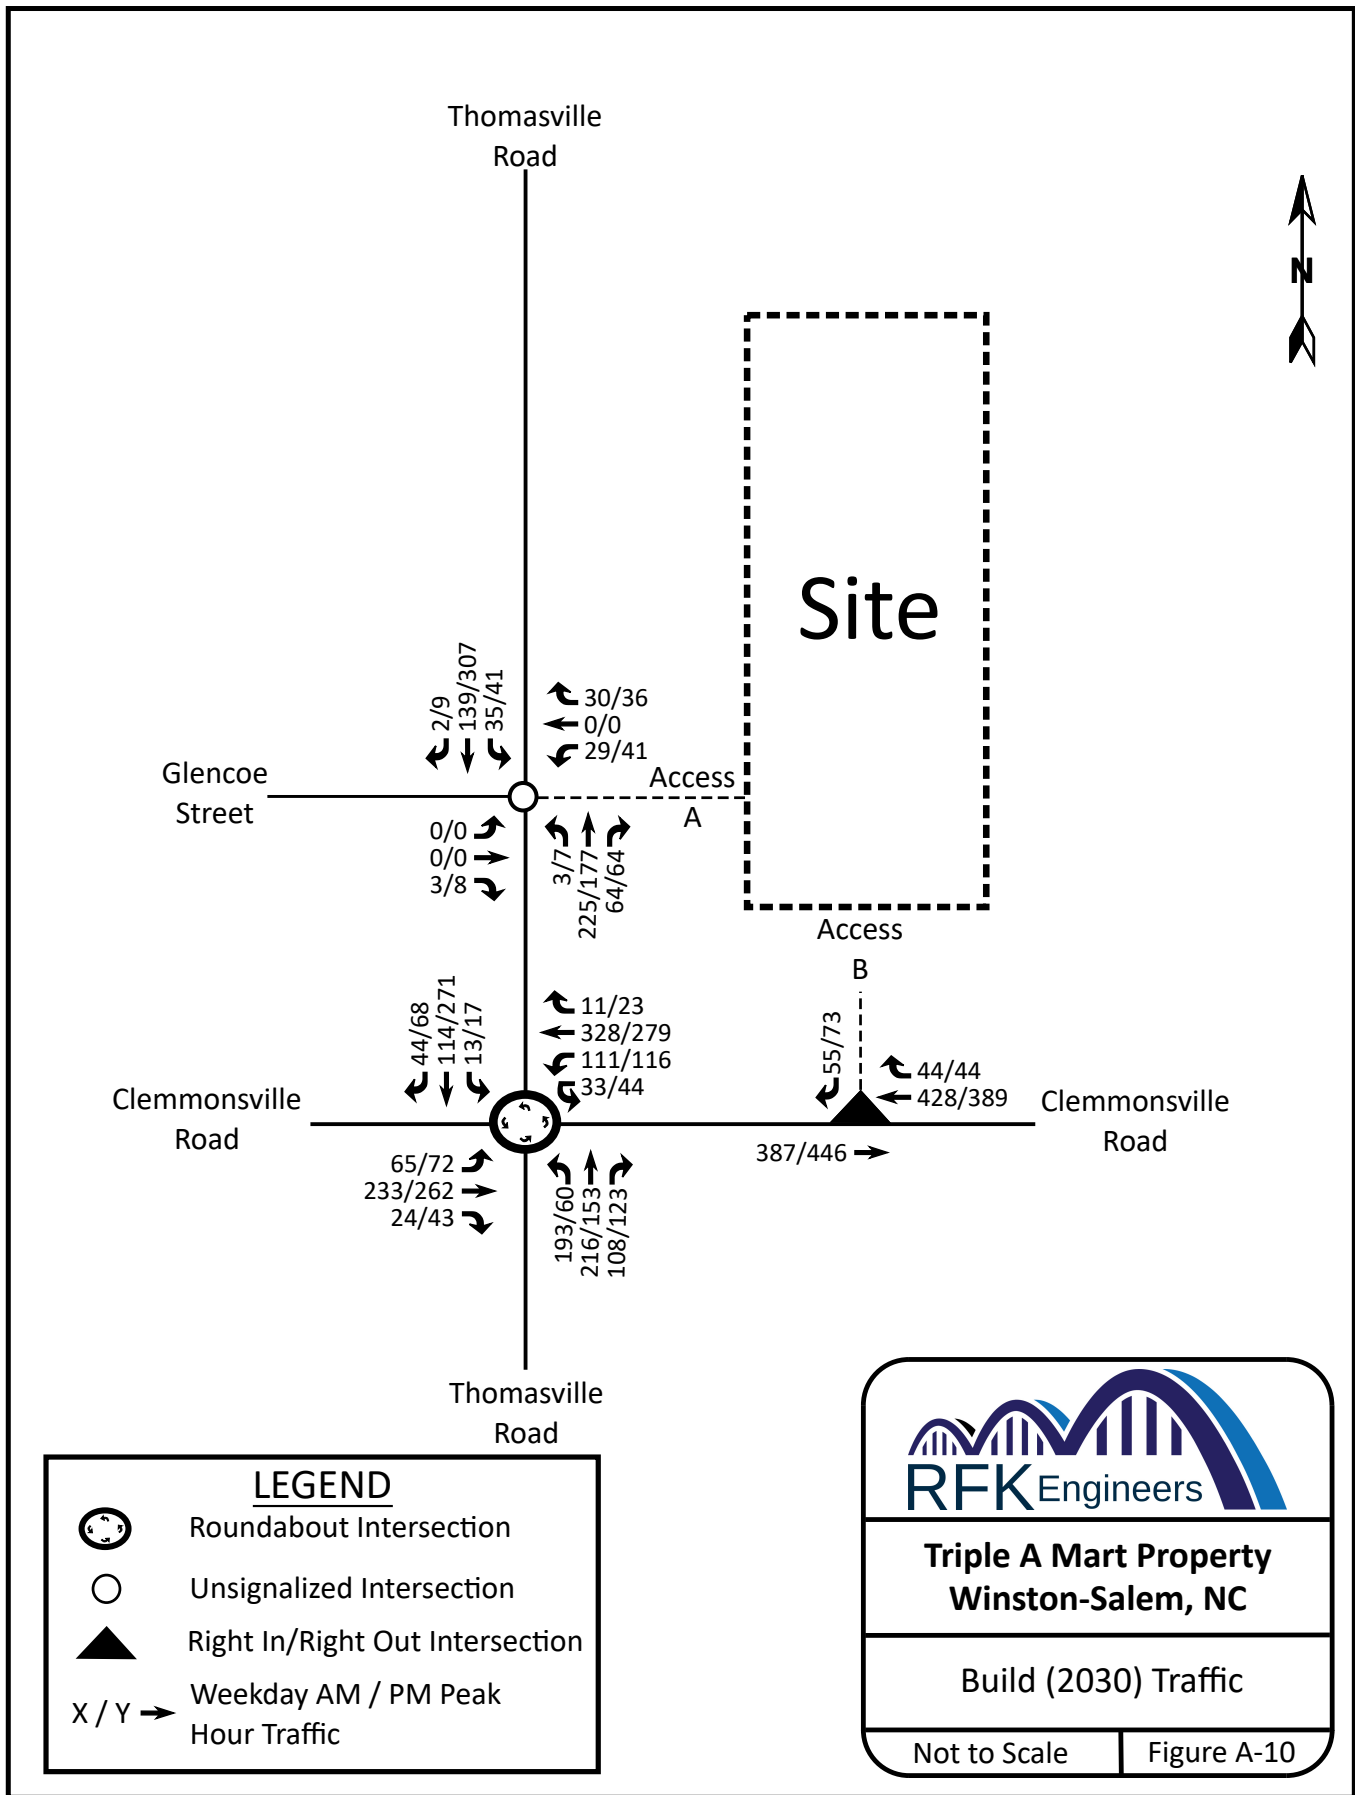 Thomasville
Road
N
Site
2/9
139/307
35/41
30/36
0/0
29/41
Glencoe
Street
Access
A
0/0
0/0
3/8
3/7
225/177
64/64
Access
B
44/68
114/271
13/17
11/23
328/279
111/116
33/44
55/73
44/44
428/389
Clemmonsville
Road
Clemmonsville
Road
387/446
65/72
233/262
24/43
193/60
216/153
108/123
Thomasville
Road
LEGEND
Roundabout Intersection
Unsignalized Intersection
Right In/Right Out Intersection
X / Y
Weekday AM / PM Peak
Hour Traffic
RFK Engineers
Triple A Mart Property
Winston-Salem, NC
Build (2030) Traffic
Not to Scale
Figure A-10